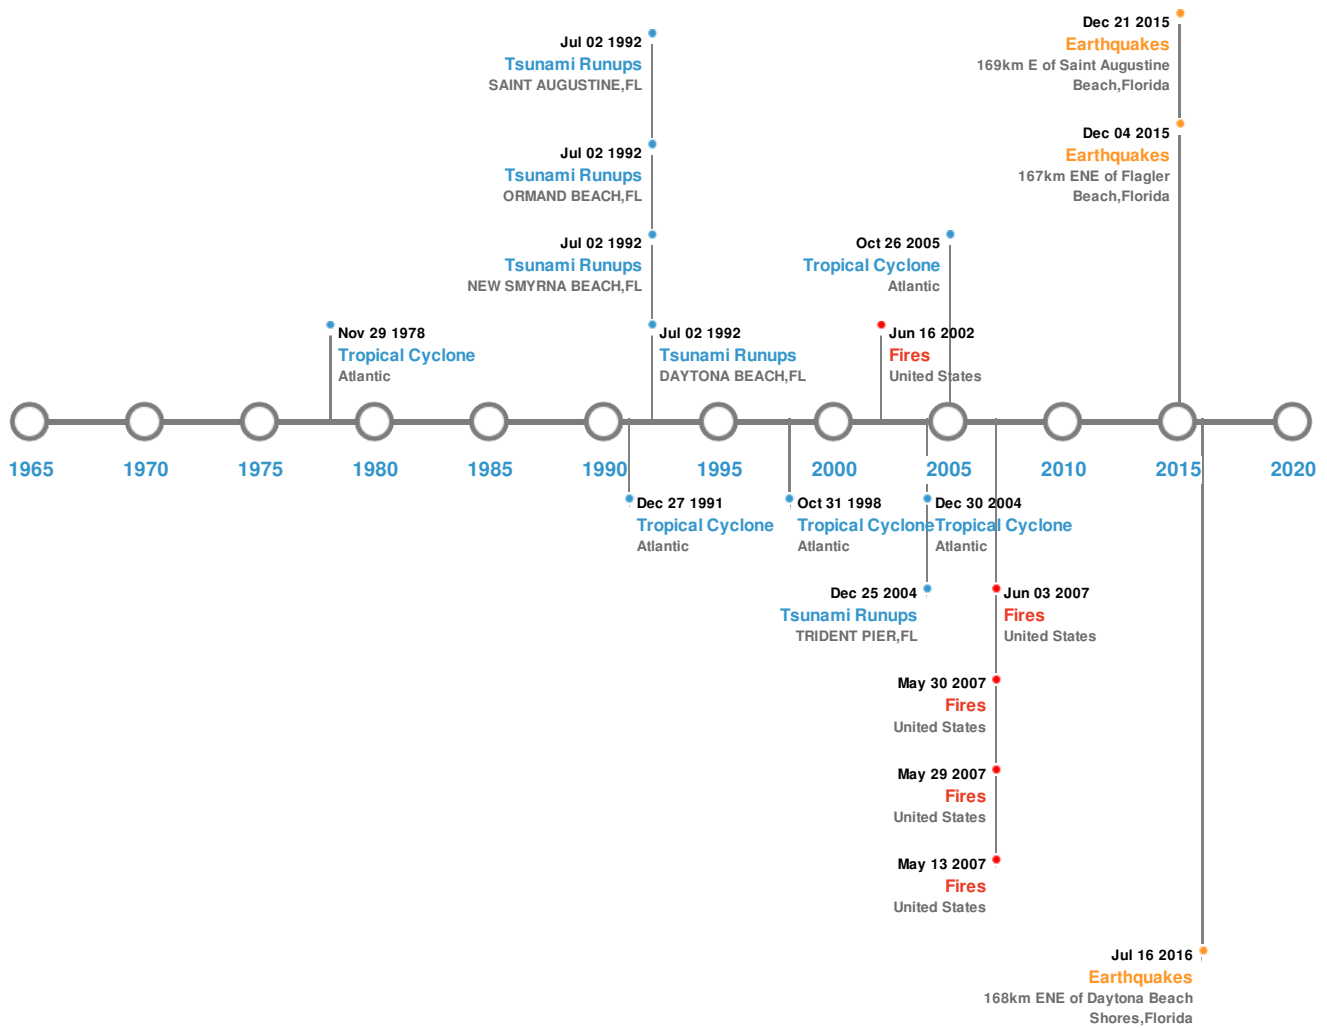 Jul 02 1992
Tsunami Runups
SAINT AUGUSTINE,FL
Dec 21 2015
Earthquakes
169km E of Saint Augustine
Beach,Florida
Jul 02 1992
Tsunami Runups
ORMAND BEACH,FL
Dec 04 2015
Earthquakes
167km ENE of Flagler
Beach,Florida
Jul 02 1992
Tsunami Runups
NEW SMYRNA BEACH,FL
Oct 26 2005
Tropical Cyclone
Atlantic
Nov 29 1978
Tropical Cyclone
Atlantic
Jul 02 1992
Tsunami Runups
DAYTONA BEACH,FL
Jun 16 2002
Fires
United States
1965 1970 1975 1980 1985 1990 1995 2000 2005 2010 2015 2020
Dec 27 1991
Tropical Cyclone
Atlantic
Oct 31 1998
Tropical Cyclone
Atlantic
Dec 30 2004
Tropical Cyclone
Atlantic
Dec 25 2004
Tsunami Runups
TRIDENT PIER,FL
Jun 03 2007
Fires
United States
May 30 2007
Fires
United States
May 29 2007
Fires
United States
May 13 2007
Fires
United States
Jul 16 2016
Earthquakes
168km ENE of Daytona Beach
Shores,Florida